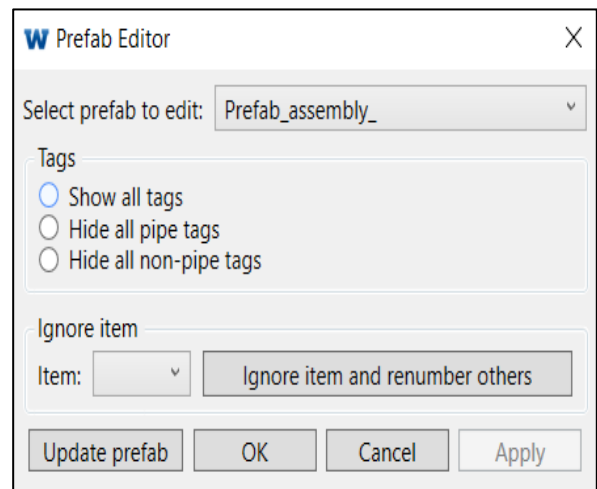 W Prefab Editor
Select prefab to edit: Prefab_assembly_
Tags
Show all tags
Hide all pipe tags
Hide all non-pipe tags
Ignore item
Item: Ignore item and renumber others
Update prefab OK Cancel Apply